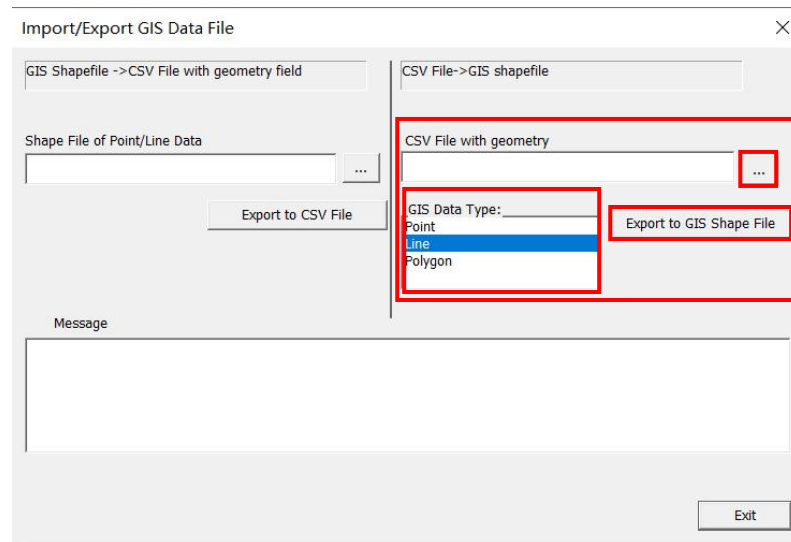 Import/Export GIS Data File
GIS Shapefile ->CSV File with geometry field
CSV File->GIS shapefile
Shape File of Point/Line Data
...
Export to CSV File
CSV File with geometry
...
GIS Data Type:
Point
Line
Polygon
Export to GIS Shape File
Message
Exit